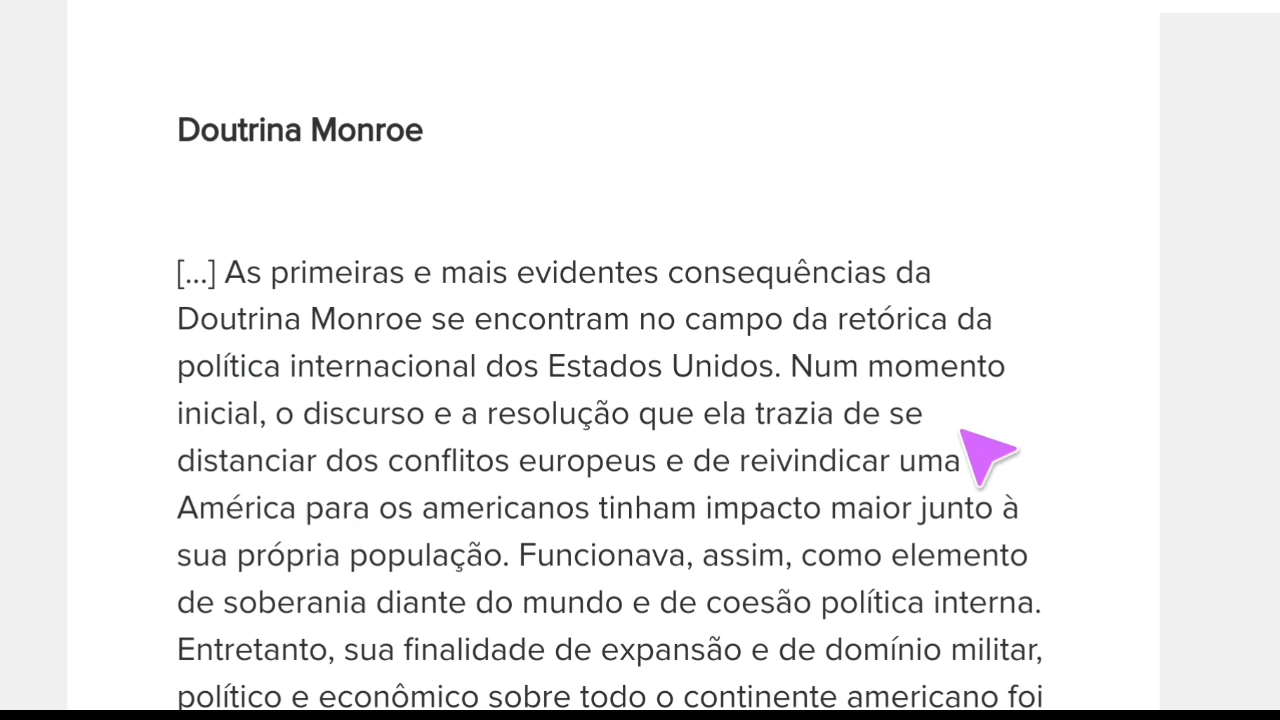 Doutrina Monroe
[...] As primeiras e mais evidentes consequências da
Doutrina Monroe se encontram no campo da retórica da
política internacional dos Estados Unidos. Num momento
inicial, o discurso e a resolução que ela trazia de se
distanciar dos conflitos europeus e de reivindicar uma
América para os americanos tinham impacto maior junto à
sua própria população. Funcionava, assim, como elemento
de soberania diante do mundo e de coesão política interna.
Entretanto, sua finalidade de expansão e de domínio militar,
político e econômico sobre todo o continente americano foi